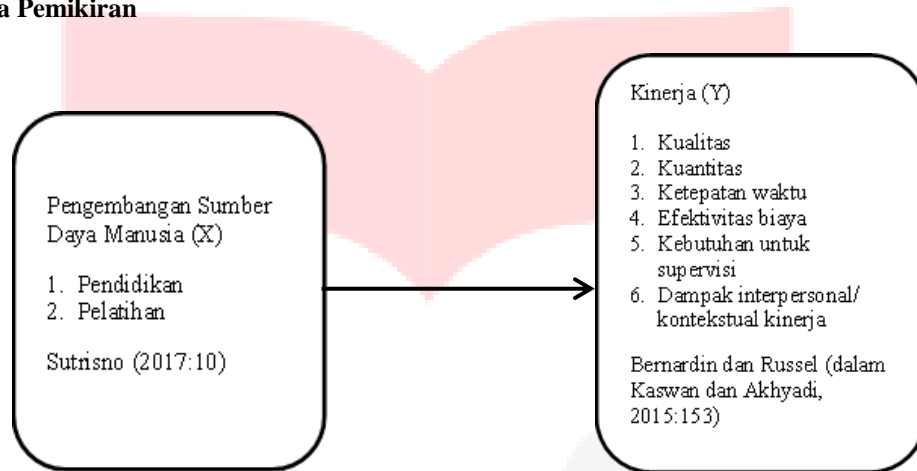 a Pemikiran
Pengembangan Sumber
Daya Manusia (X)
1. Pendidikan
2. Pelatihan
Sutrisno (2017:10)
Kinerja (Y)
1. Kualitas
2. Kuantitas
3. Ketepatan waktu
4. Efektivitas biaya
5. Kebutuhan untuk
supervisi
6. Dampak interpersonal/
kontekstual kinerja
Bernardin dan Russel (dalam
Kaswan dan Akhyadi,
2015:153)